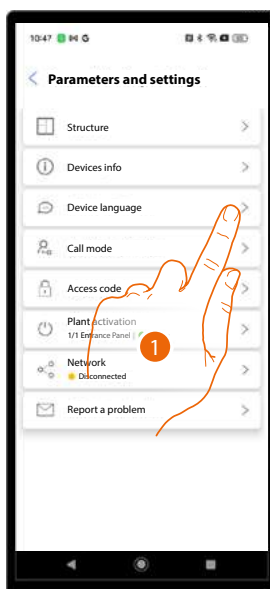 10:47
Parameters and settings
Structure
Devices info
Device language
Call mode
Access code
Plant activation
1/1 Entrance Panel |
Network
Disconnected
Report a problem
1